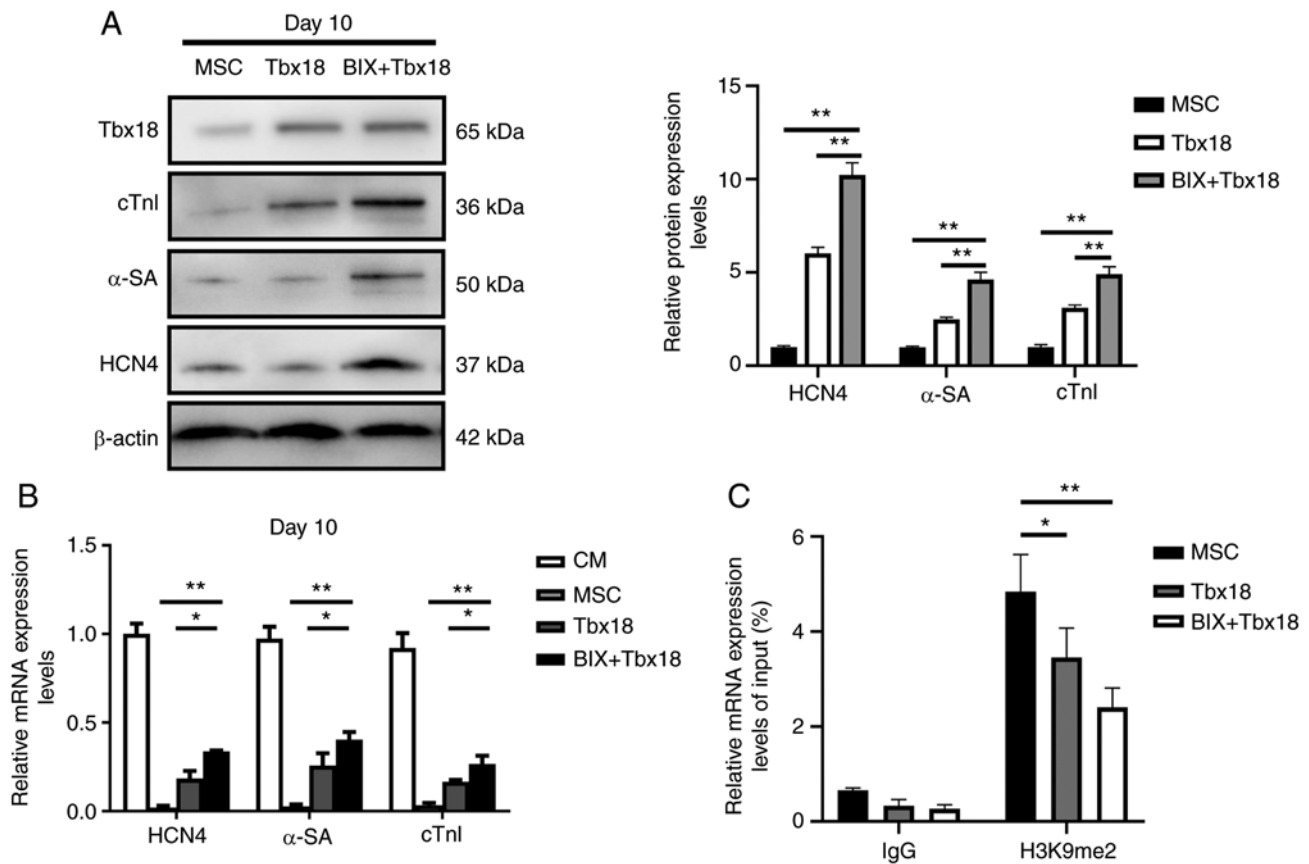 A
Day 10
MSC Tbx18 BIX+Tbx18
Tbx18 65 kDa
cTnl 36 kDa
α-SA 50 kDa
HCN4 37 kDa
β-actin 42 kDa
Relative protein expression
levels
15
10
5
0
**
**
**
**
**
**
HCN4 α-SA cTnl
MSC
Tbx18
BIX+Tbx18
B
Day 10
Relative mRNA expression
levels
1.5
1.0
0.5
0.0
**
*
**
*
**
*
HCN4 α-SA cTnl
CM
MSC
Tbx18
BIX+Tbx18
C
Relative mRNA expression
levels of input (%)
6
4
2
0
**
*
IgG H3K9me2
MSC
Tbx18
BIX+Tbx18